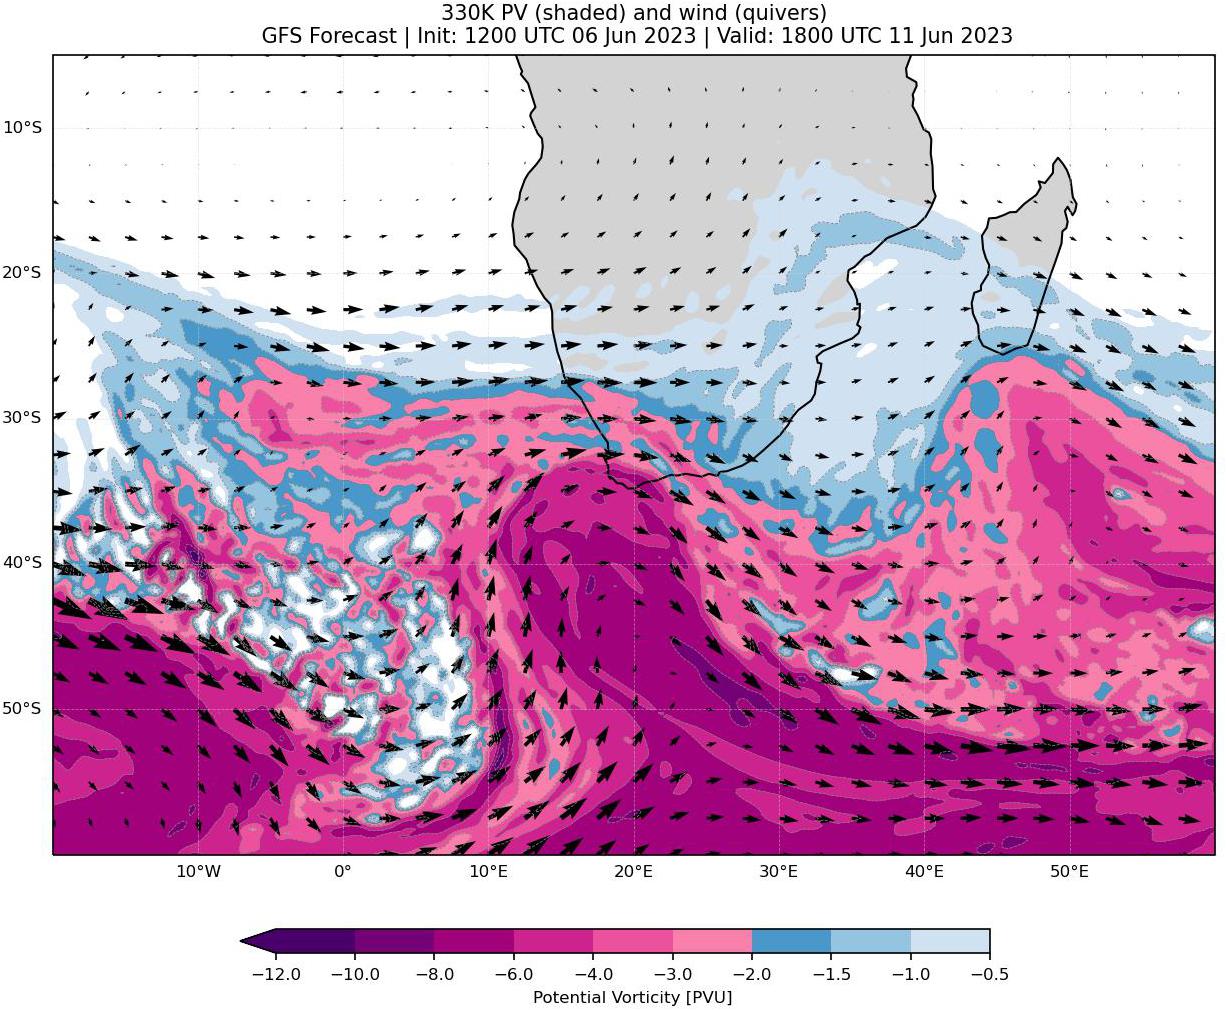 330K PV (shaded) and wind (quivers)
GFS Forecast | Init: 1200 UTC 06 Jun 2023 | Valid: 1800 UTC 11 Jun 2023
10°S
20°S
30°S
40°S
50°S
10°W 0° 10°E 20°E 30°E 40°E 50°E
−12.0 −10.0 −8.0 −6.0 −4.0 −3.0 −2.0 −1.5 −1.0 −0.5
Potential Vorticity [PVU]